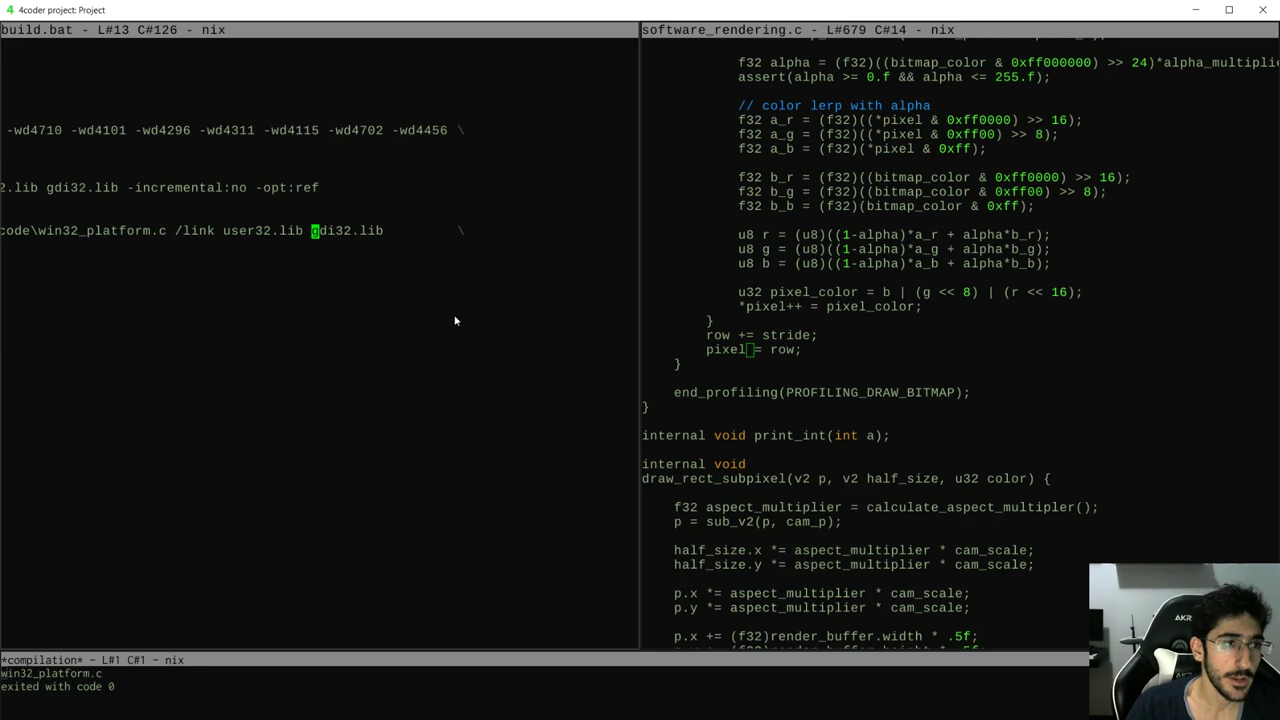 4 4coder project: Project
build.bat - L#13 C#126 - nix
-wd4710 -wd4101 -wd4296 -wd4311 -wd4115 -wd4702 -wd4456 \
2.lib gdi32.lib -incremental:no -opt:ref
code\win32_platform.c /link user32.lib gdi32.lib \
software_rendering.c - L#679 C#14 - nix
f32 alpha = (f32)((bitmap_color & 0xff000000) >> 24)*alpha_multipli
assert(alpha >= 0.f && alpha <= 255.f);
// color lerp with alpha
f32 a_r = (f32)((*pixel & 0xff0000) >> 16);
f32 a_g = (f32)((*pixel & 0xff00) >> 8);
f32 a_b = (f32)(*pixel & 0xff);
f32 b_r = (f32)((bitmap_color & 0xff0000) >> 16);
f32 b_g = (f32)((bitmap_color & 0xff00) >> 8);
f32 b_b = (f32)(bitmap_color & 0xff);
u8 r = (u8)((1-alpha)*a_r + alpha*b_r);
u8 g = (u8)((1-alpha)*a_g + alpha*b_g);
u8 b = (u8)((1-alpha)*a_b + alpha*b_b);
u32 pixel_color = b | (g << 8) | (r << 16);
*pixel++ = pixel_color;
}
row += stride;
pixel = row;
}
end_profiling(PROFILING_DRAW_BITMAP);
}
internal void print_int(int a);
internal void
draw_rect_subpixel(v2 p, v2 half_size, u32 color) {
f32 aspect_multiplier = calculate_aspect_multipler();
p = sub_v2(p, cam_p);
half_size.x *= aspect_multiplier * cam_scale;
half_size.y *= aspect_multiplier * cam_scale;
p.x *= aspect_multiplier * cam_scale;
p.y *= aspect_multiplier * cam_scale;
p.x += (f32)render_buffer.width * .5f;
*compilation* - L#1 C#1 - nix
win32_platform.c
exited with code 0
AKR